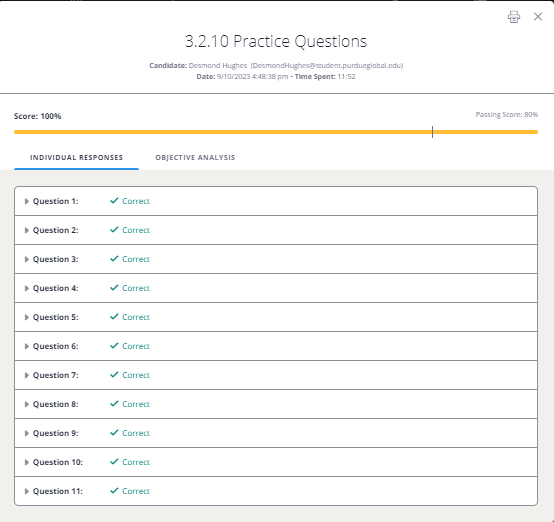 3.2.10 Practice Questions
Candidate: Desmond Hughes (DesmondHughes@student.purdueglobal.edu)
Date: 9/10/2023 4:48:38 pm • Time Spent: 11:52
Score: 100%
Passing Score: 80%
INDIVIDUAL RESPONSES
OBJECTIVE ANALYSIS
Question 1: Correct
Question 2: Correct
Question 3: Correct
Question 4: Correct
Question 5: Correct
Question 6: Correct
Question 7: Correct
Question 8: Correct
Question 9: Correct
Question 10: Correct
Question 11: Correct